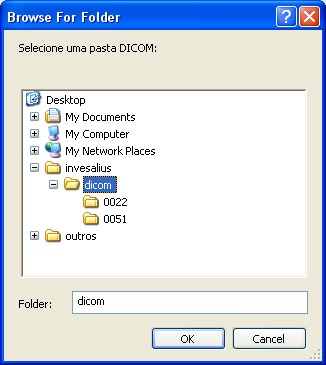 Browse For Folder
Selecione uma pasta DICOM:
Desktop
My Documents
My Computer
My Network Places
invesalius
dicom
0022
0051
outros
Folder: dicom
OK Cancel